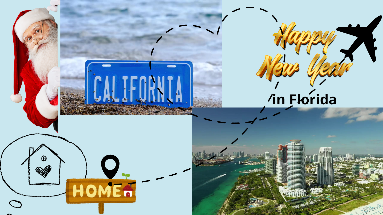 Happy
New Year
in Florida
CALIFORNIA
HOME